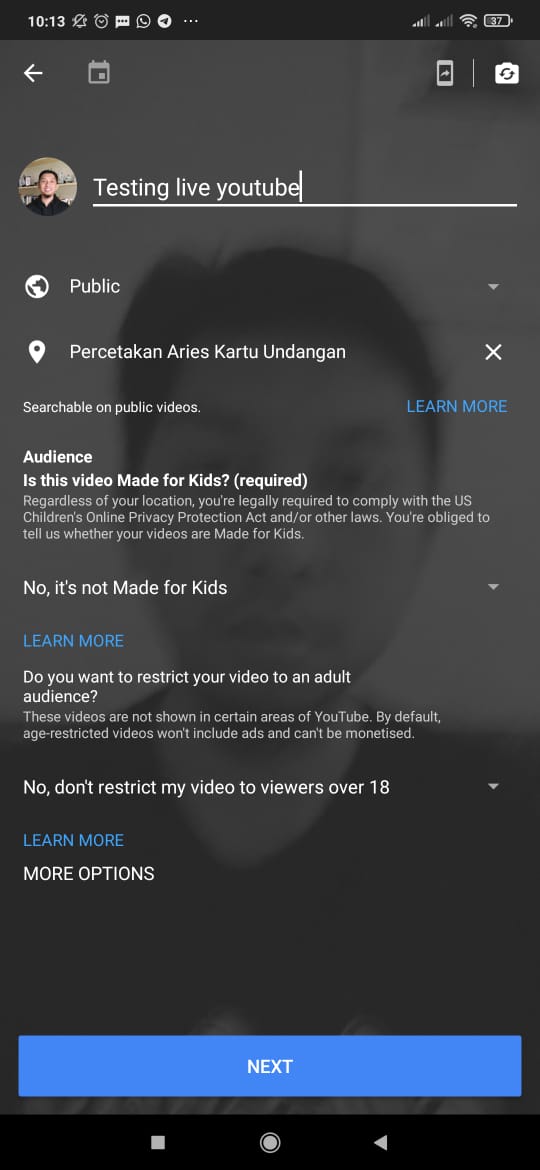 10:13 ... 37
Testing live youtube
Public
Percetakan Aries Kartu Undangan
Searchable on public videos. LEARN MORE
Audience
Is this video Made for Kids? (required)
Regardless of your location, you're legally required to comply with the US
Children's Online Privacy Protection Act and/or other laws. You're obliged to
tell us whether your videos are Made for Kids.
No, it's not Made for Kids
LEARN MORE
Do you want to restrict your video to an adult
audience?
These videos are not shown in certain areas of YouTube. By default,
age-restricted videos won't include ads and can't be monetised.
No, don't restrict my video to viewers over 18
LEARN MORE
MORE OPTIONS
NEXT